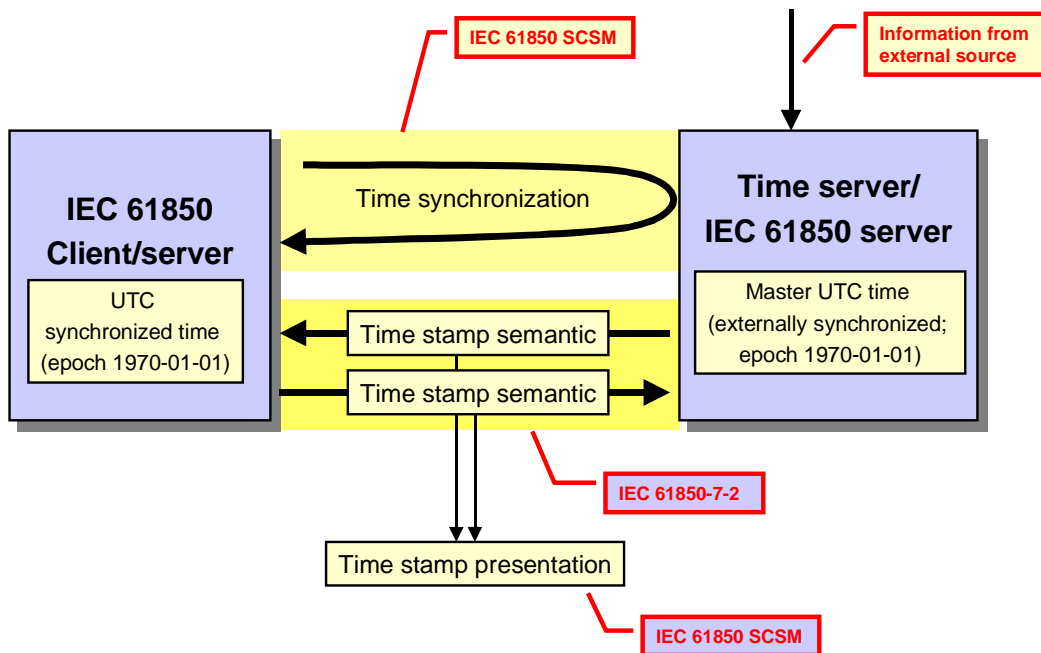 IEC 61850 SCSM
Information from
external source
Time synchronization
IEC 61850
Client/server
UTC
synchronized time
(epoch 1970-01-01)
Time server/
IEC 61850 server
Master UTC time
(externally synchronized;
epoch 1970-01-01)
Time stamp semantic
Time stamp semantic
IEC 61850-7-2
Time stamp presentation
IEC 61850 SCSM